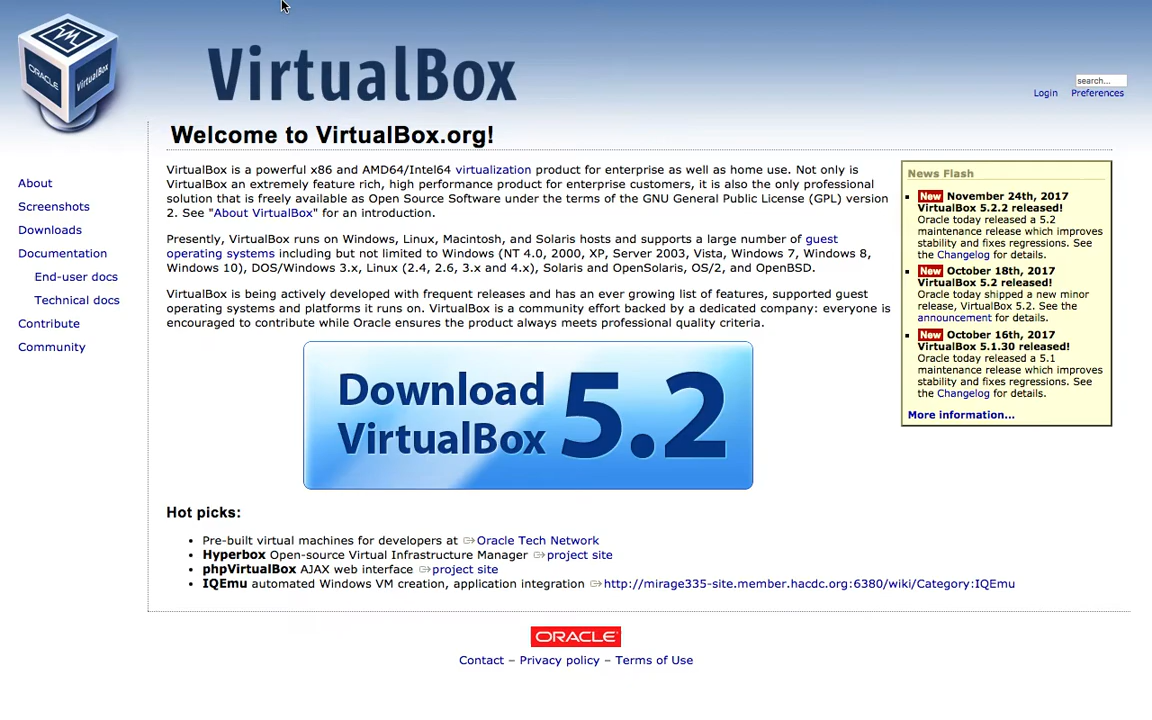 ORACLE
VirtualBox
VirtualBox
search...
Login Preferences
Welcome to VirtualBox.org!
About
Screenshots
Downloads
Documentation
End-user docs
Technical docs
Contribute
Community
VirtualBox is a powerful x86 and AMD64/Intel64 virtualization product for enterprise as well as home use. Not only is
VirtualBox an extremely feature rich, high performance product for enterprise customers, it is also the only professional
solution that is freely available as Open Source Software under the terms of the GNU General Public License (GPL) version
2. See "About VirtualBox" for an introduction.
Presently, VirtualBox runs on Windows, Linux, Macintosh, and Solaris hosts and supports a large number of guest
operating systems including but not limited to Windows (NT 4.0, 2000, XP, Server 2003, Vista, Windows 7, Windows 8,
Windows 10), DOS/Windows 3.x, Linux (2.4, 2.6, 3.x and 4.x), Solaris and OpenSolaris, OS/2, and OpenBSD.
VirtualBox is being actively developed with frequent releases and has an ever growing list of features, supported guest
operating systems and platforms it runs on. VirtualBox is a community effort backed by a dedicated company: everyone is
encouraged to contribute while Oracle ensures the product always meets professional quality criteria.
Download
VirtualBox 5.2
Hot picks:
Pre-built virtual machines for developers at Oracle Tech Network
Hyperbox Open-source Virtual Infrastructure Manager project site
phpVirtualBox AJAX web interface project site
IQEmu automated Windows VM creation, application integration http://mirage335-site.member.hacdc.org:6380/wiki/Category:IQEmu
News Flash
New November 24th, 2017
VirtualBox 5.2.2 released!
Oracle today released a 5.2
maintenance release which improves
stability and fixes regressions. See
the Changelog for details.
New October 18th, 2017
VirtualBox 5.2 released!
Oracle today shipped a new minor
release, VirtualBox 5.2. See the
announcement for details.
New October 16th, 2017
VirtualBox 5.1.30 released!
Oracle today released a 5.1
maintenance release which improves
stability and fixes regressions. See
the Changelog for details.
More information...
ORACLE
Contact – Privacy policy – Terms of Use